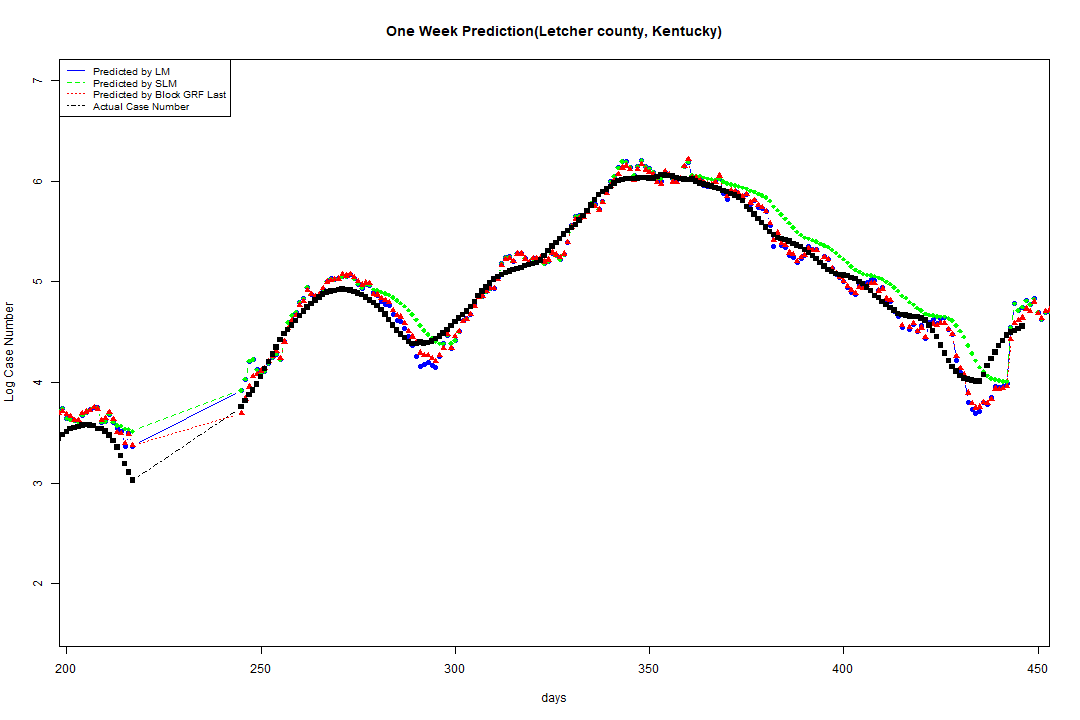 One Week Prediction(Letcher county, Kentucky)
Predicted by LM
Predicted by SLM
Predicted by Block GRF Last
Actual Case Number
7
6
5
4
3
2
Log Case Number
200 250 300 350 400 450
days